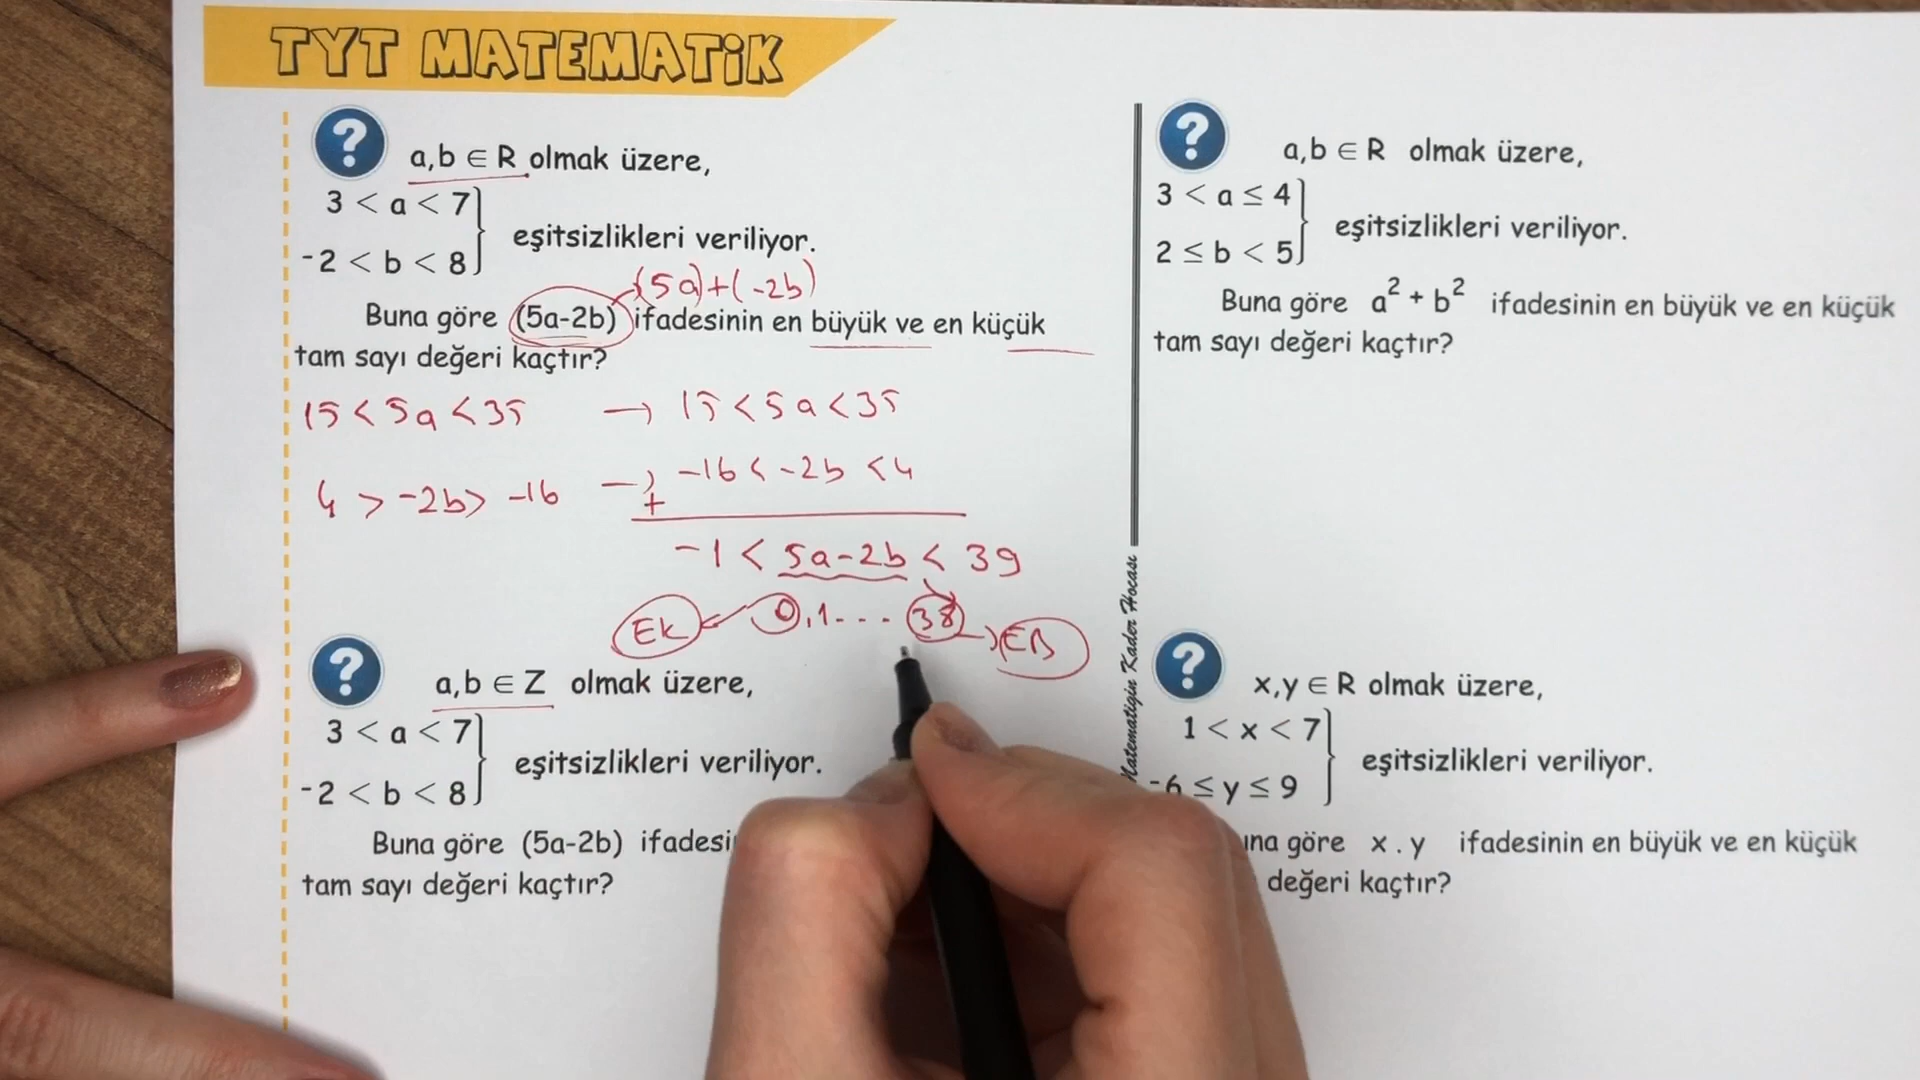 TYT MATEMATİK
a,b ∈ R olmak üzere,
3 < a < 7
-2 < b < 8
eşitsizlikleri veriliyor.
(5a)+(-2b)
Buna göre (5a-2b) ifadesinin en büyük ve en küçük
tam sayı değeri kaçtır?
15 < 5a < 35 → 15 < 5a < 35
4 > -2b > -16 → -16 < -2b < 4
+
-1 < 5a-2b < 39
EK 0,1... 38 → EB
a,b ∈ Z olmak üzere,
3 < a < 7
-2 < b < 8
eşitsizlikleri veriliyor.
Buna göre (5a-2b)
tam sayı değeri kaçtır?
Matematigin Kader Hocası
a,b ∈ R olmak üzere,
3 < a ≤ 4
2 ≤ b < 5
eşitsizlikleri veriliyor.
Buna göre a² + b² ifadesinin en büyük ve en küçük
tam sayı değeri kaçtır?
x,y ∈ R olmak üzere,
1 < x < 7
-6 ≤ y ≤ 9
eşitsizlikleri veriliyor.
göre x . y ifadesinin en büyük ve en küçük
değeri kaçtır?